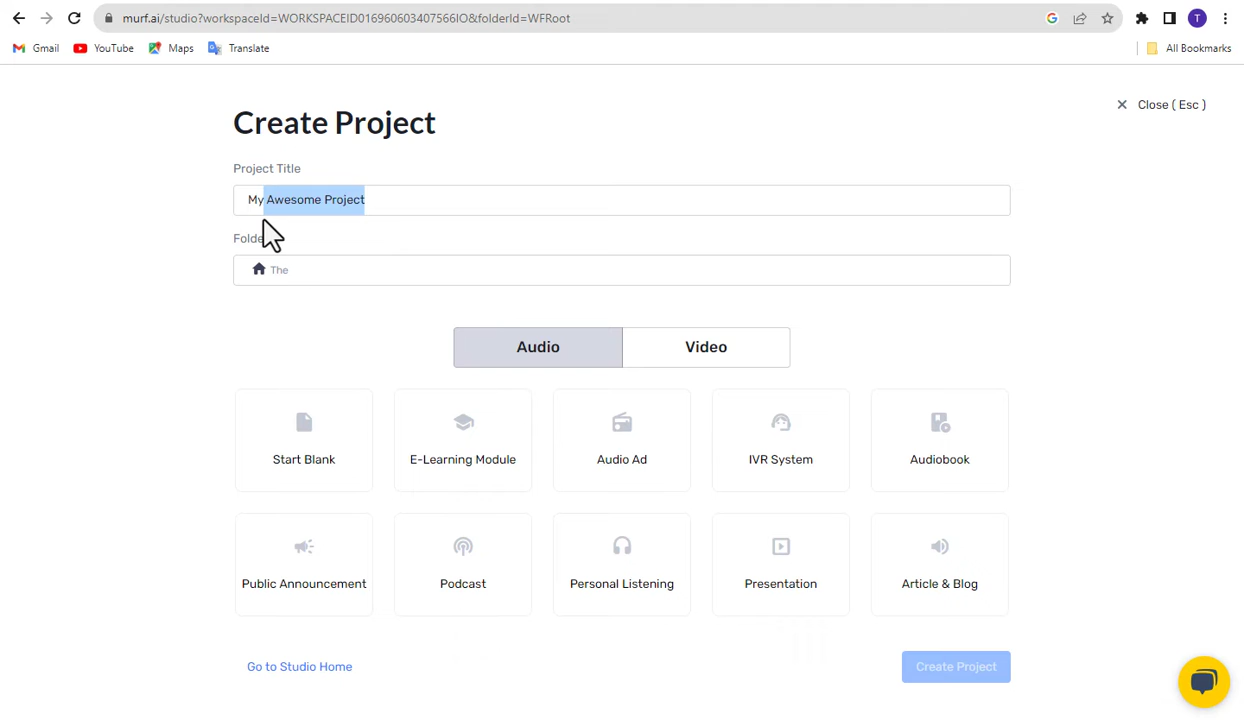 murf.ai/studio?workspaceId=WORKSPACEID016960603407566IO&folderId=WFRoot
T
Gmail YouTube Maps Translate All Bookmarks
Close ( Esc )
Create Project
Project Title
My Awesome Project
The
Audio Video
Start Blank E-Learning Module Audio Ad IVR System Audiobook
Public Announcement Podcast Personal Listening Presentation Article & Blog
Go to Studio Home Create Project